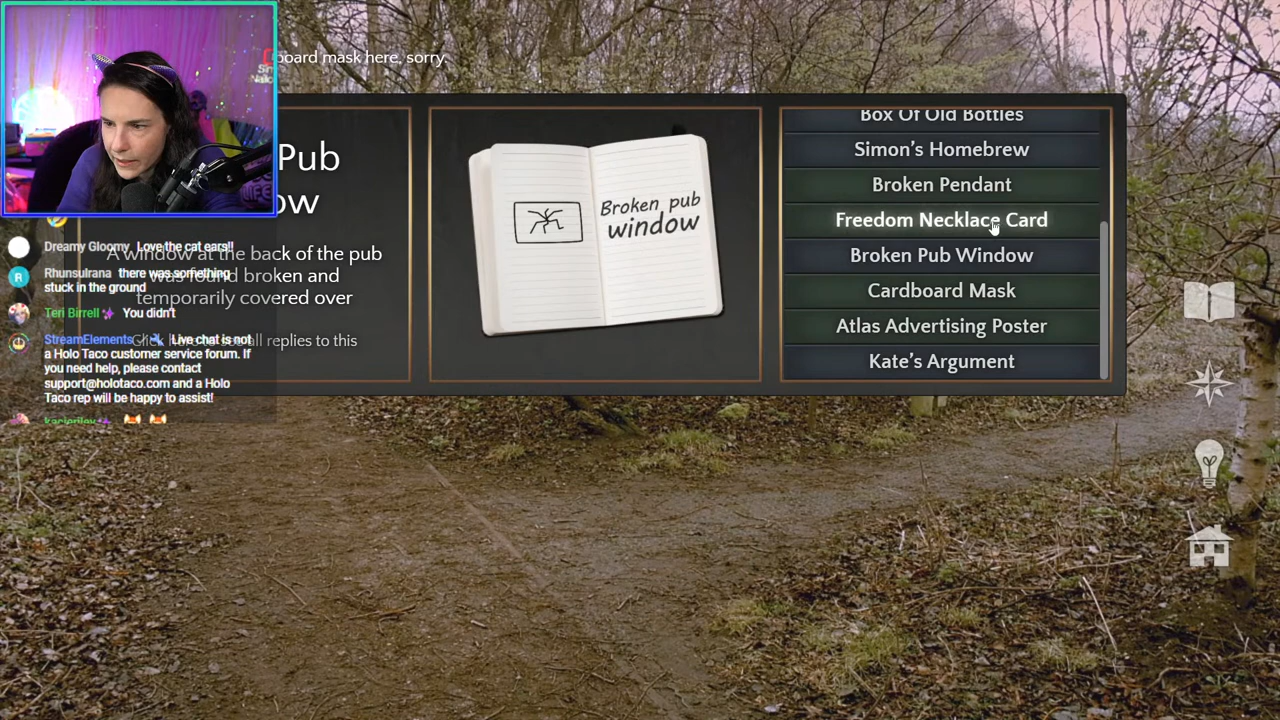 board mask here, sorry.
Pub
ow
A window at the back of the pub
was found broken and
temporarily covered over
all replies to this
Broken pub
window
Box Of Old Bottles
Simon's Homebrew
Broken Pendant
Freedom Necklace Card
Broken Pub Window
Cardboard Mask
Atlas Advertising Poster
Kate's Argument
Dreamy Gloomy Love the cat ears!!
R
Rhunsulrana there was something
stuck in the ground
Teri Birrell You didn't
StreamElements Live chat is not
a Holo Taco customer service forum. If
you need help, please contact
support@holotaco.com and a Holo
Taco rep will be happy to assist!